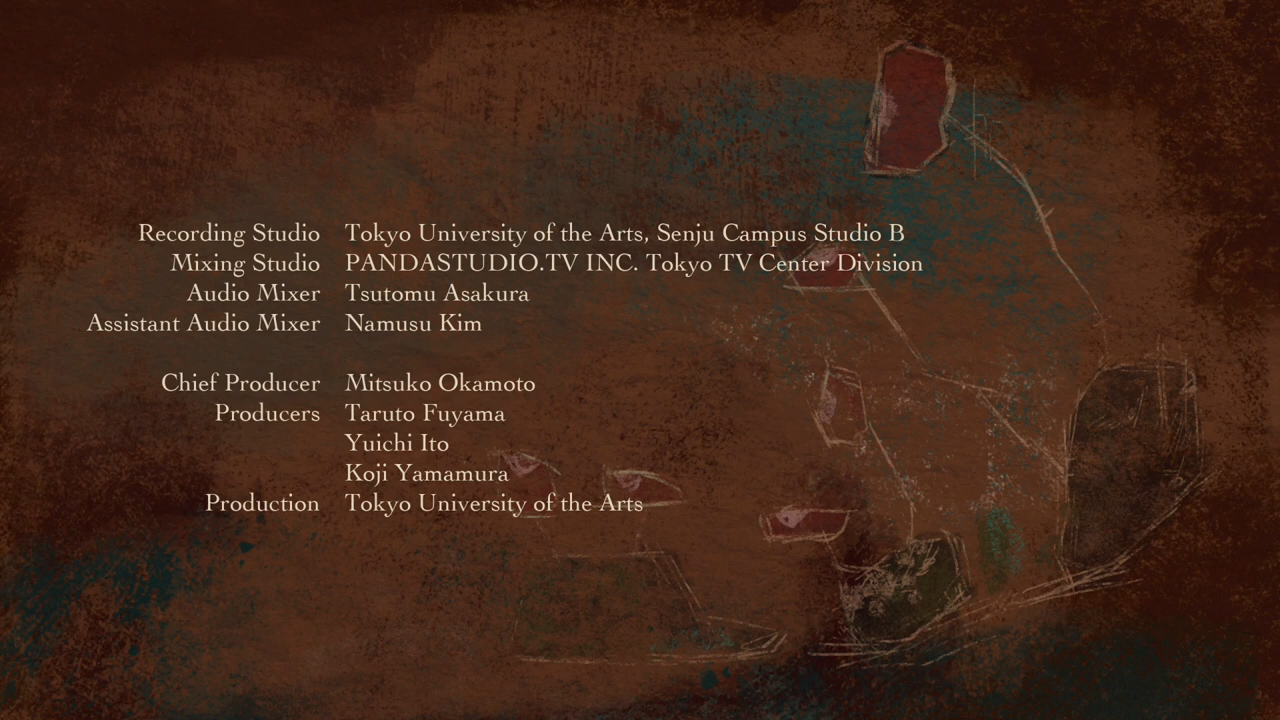 Recording Studio Tokyo University of the Arts, Senju Campus Studio B
Mixing Studio PANDASTUDIO.TV INC. Tokyo TV Center Division
Audio Mixer Tsutomu Asakura
Assistant Audio Mixer Namusu Kim
Chief Producer Mitsuko Okamoto
Producers Taruto Fuyama
Yuichi Ito
Koji Yamamura
Production Tokyo University of the Arts